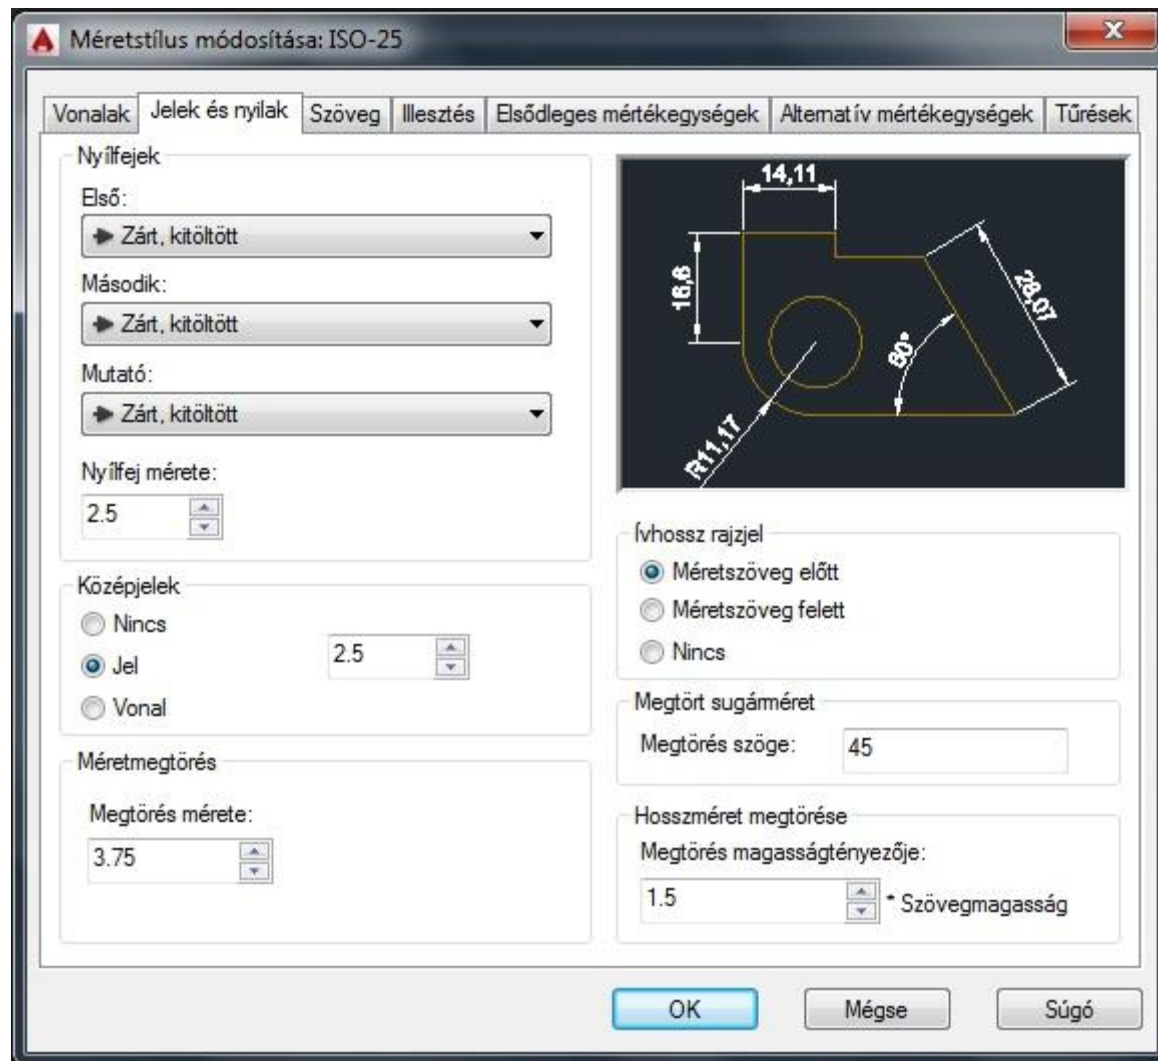 Méretstílus módosítása: ISO-25
Vonalak Jelek és nyilak Szöveg Illesztés Elsődleges mértékegységek Alternatív mértékegységek Tűrések
Nyílfejek
Első:
Zárt, kitöltött
Második:
Zárt, kitöltött
Mutató:
Zárt, kitöltött
Nyílfej mérete:
2.5
Középjelek
Nincs
Jel
2.5
Vonal
Méretmegtörés
Megtörés mérete:
3.75
14,11
16,6
28,07
60°
R11,17
Ívhossz rajzjel
Méretszöveg előtt
Méretszöveg felett
Nincs
Megtört sugárméret
Megtörés szöge: 45
Hosszméret megtörése
Megtörés magasságtényezője:
1.5 * Szövegmagasság
OK Mégse Súgó